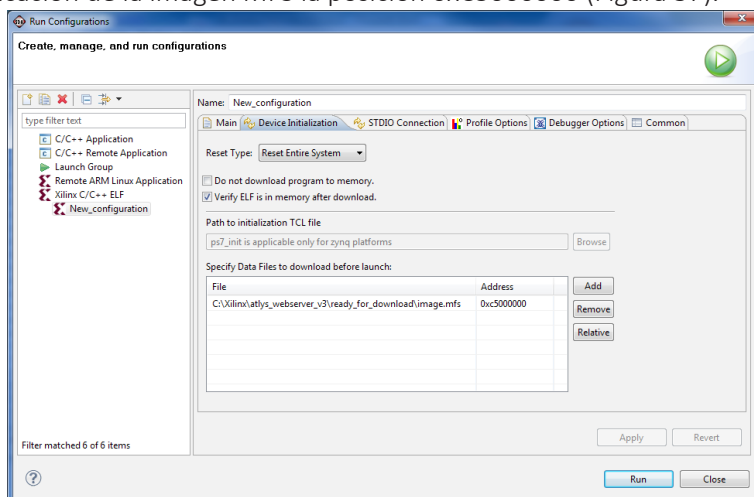 la posición
Run Configurations
Create, manage, and run configurations
Name: New_configuration
type filter text
C/C++ Application
C/C++ Remote Application
Launch Group
Remote ARM Linux Application
Xilinx C/C++ ELF
New_configuration
Filter matched 6 of 6 items
Main Device Initialization STDIO Connection Profile Options Debugger Options Common
Reset Type: Reset Entire System
Do not download program to memory.
Verify ELF is in memory after download.
Path to initialization TCL file
ps7_init is applicable only for zynq platforms Browse
Specify Data Files to download before launch:
File Address Add
C:\Xilinx\atlys_webserver_v3\ready_for_download\image.mfs 0xc5000000 Remove
Relative
Apply Revert
Run Close